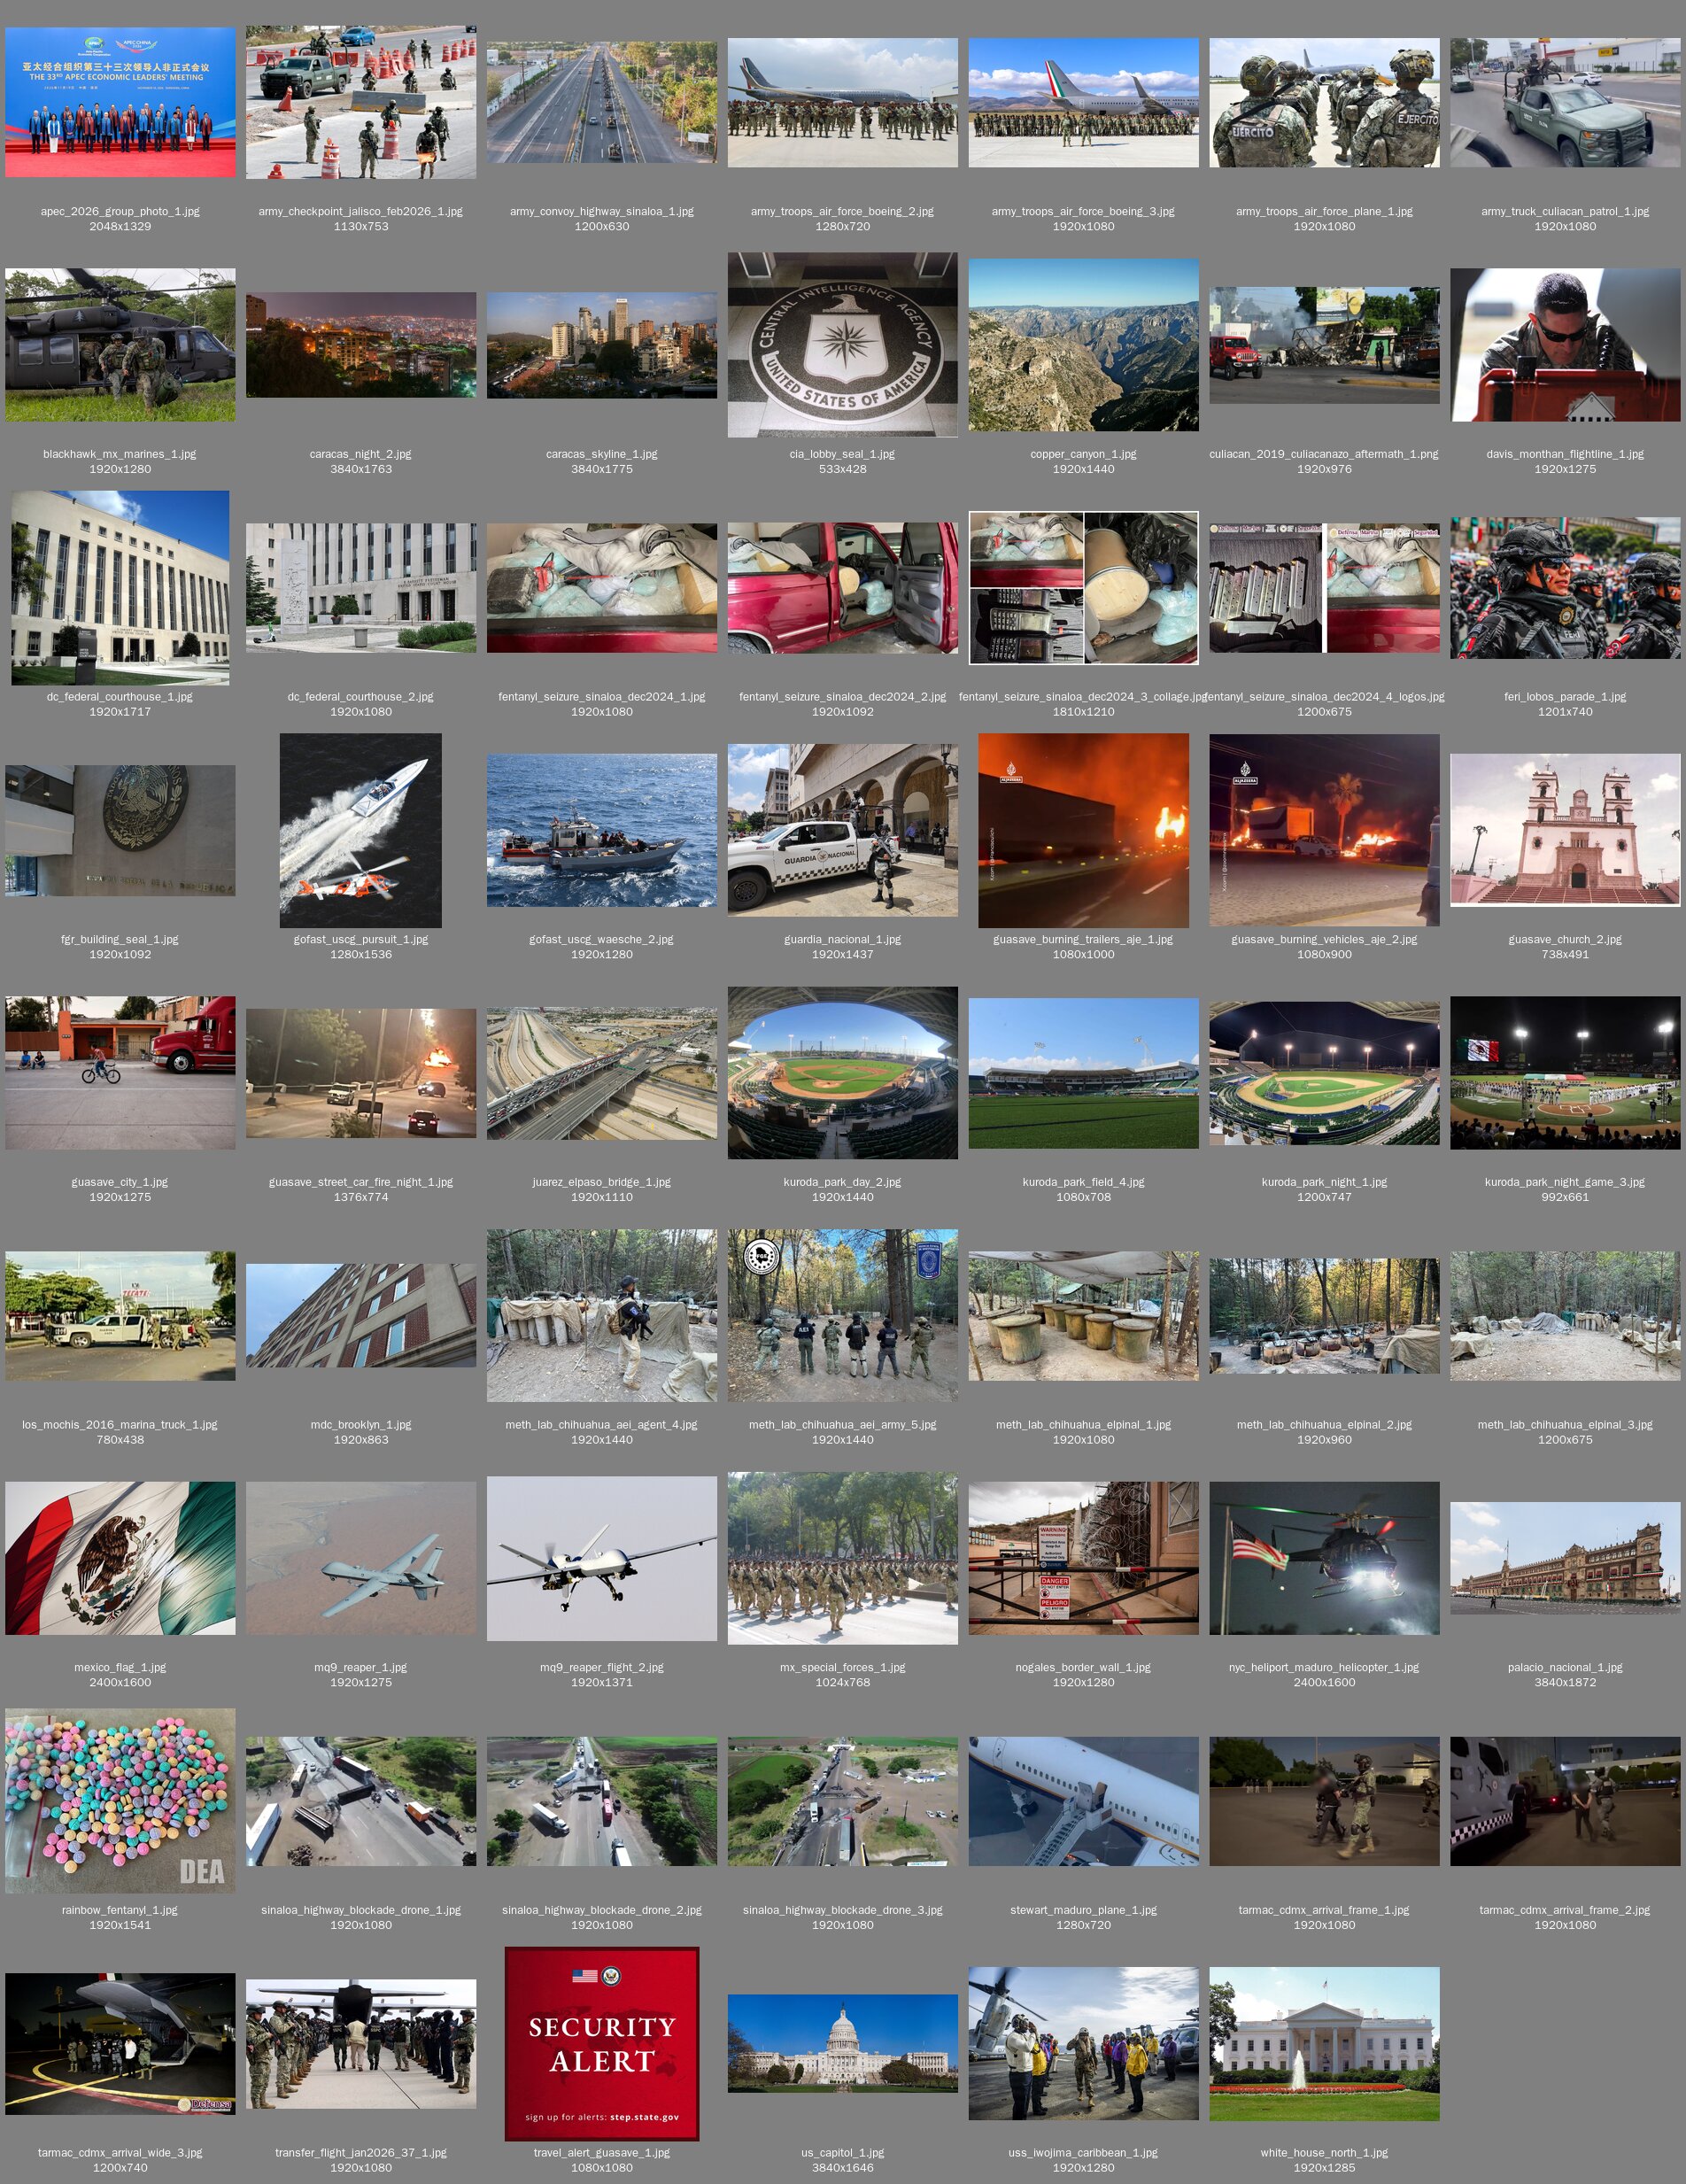 亚太经合组织第三十三次领导人非正式会议
THE 33RD APEC ECONOMIC LEADERS' MEETING
apec_2026_group_photo_1.jpg
2048x1329
army_checkpoint_jalisco_feb2026_1.jpg
1130x753
army_convoy_highway_sinaloa_1.jpg
1200x630
army_troops_air_force_boeing_2.jpg
1280x720
army_troops_air_force_boeing_3.jpg
1920x1080
EJERCITO
EJERCITO
army_troops_air_force_plane_1.jpg
1920x1080
army_truck_culiacan_patrol_1.jpg
1920x1080
blackhawk_mx_marines_1.jpg
1920x1280
caracas_night_2.jpg
3840x1763
caracas_skyline_1.jpg
3840x1775
CENTRAL INTELLIGENCE AGENCY
UNITED STATES OF AMERICA
cia_lobby_seal_1.jpg
533x428
copper_canyon_1.jpg
1920x1440
culiacan_2019_culiacanazo_aftermath_1.png
1920x976
davis_monthan_flightline_1.jpg
1920x1275
dc_federal_courthouse_1.jpg
1920x1717
dc_federal_courthouse_2.jpg
1920x1080
fentanyl_seizure_sinaloa_dec2024_1.jpg
1920x1080
fentanyl_seizure_sinaloa_dec2024_2.jpg
1920x1092
fentanyl_seizure_sinaloa_dec2024_3_collage.jpg
1810x1210
fentanyl_seizure_sinaloa_dec2024_4_logos.jpg
1200x675
FERI
feri_lobos_parade_1.jpg
1201x740
fgr_building_seal_1.jpg
1920x1092
gofast_uscg_pursuit_1.jpg
1280x1536
gofast_uscg_waesche_2.jpg
1920x1280
GUARDIA NACIONAL
guardia_nacional_1.jpg
1920x1437
ALJAZEERA
guasave_burning_trailers_aje_1.jpg
1080x1000
ALJAZEERA
guasave_burning_vehicles_aje_2.jpg
1080x900
guasave_church_2.jpg
738x491
guasave_city_1.jpg
1920x1275
guasave_street_car_fire_night_1.jpg
1376x774
juarez_elpaso_bridge_1.jpg
1920x1110
kuroda_park_day_2.jpg
1920x1440
kuroda_park_field_4.jpg
1080x708
kuroda_park_night_1.jpg
1200x747
kuroda_park_night_game_3.jpg
992x661
TECATE
los_mochis_2016_marina_truck_1.jpg
780x438
mdc_brooklyn_1.jpg
1920x863
meth_lab_chihuahua_aei_agent_4.jpg
1920x1440
meth_lab_chihuahua_aei_army_5.jpg
1920x1440
meth_lab_chihuahua_elpinal_1.jpg
1920x1080
meth_lab_chihuahua_elpinal_2.jpg
1920x960
meth_lab_chihuahua_elpinal_3.jpg
1200x675
mexico_flag_1.jpg
2400x1600
mq9_reaper_1.jpg
1920x1275
mq9_reaper_flight_2.jpg
1920x1371
mx_special_forces_1.jpg
1024x768
WARNING
DANGER
PELIGRO
nogales_border_wall_1.jpg
1920x1280
nyc_heliport_maduro_helicopter_1.jpg
2400x1600
palacio_nacional_1.jpg
3840x1872
DEA
rainbow_fentanyl_1.jpg
1920x1541
sinaloa_highway_blockade_drone_1.jpg
1920x1080
sinaloa_highway_blockade_drone_2.jpg
1920x1080
sinaloa_highway_blockade_drone_3.jpg
1920x1080
stewart_maduro_plane_1.jpg
1280x720
tarmac_cdmx_arrival_frame_1.jpg
1920x1080
tarmac_cdmx_arrival_frame_2.jpg
1920x1080
Defensa
tarmac_cdmx_arrival_wide_3.jpg
1200x740
transfer_flight_jan2026_37_1.jpg
1920x1080
SECURITY
ALERT
sign up for alerts: step.state.gov
travel_alert_guasave_1.jpg
1080x1080
us_capitol_1.jpg
3840x1646
uss_iwojima_caribbean_1.jpg
1920x1280
white_house_north_1.jpg
1920x1285